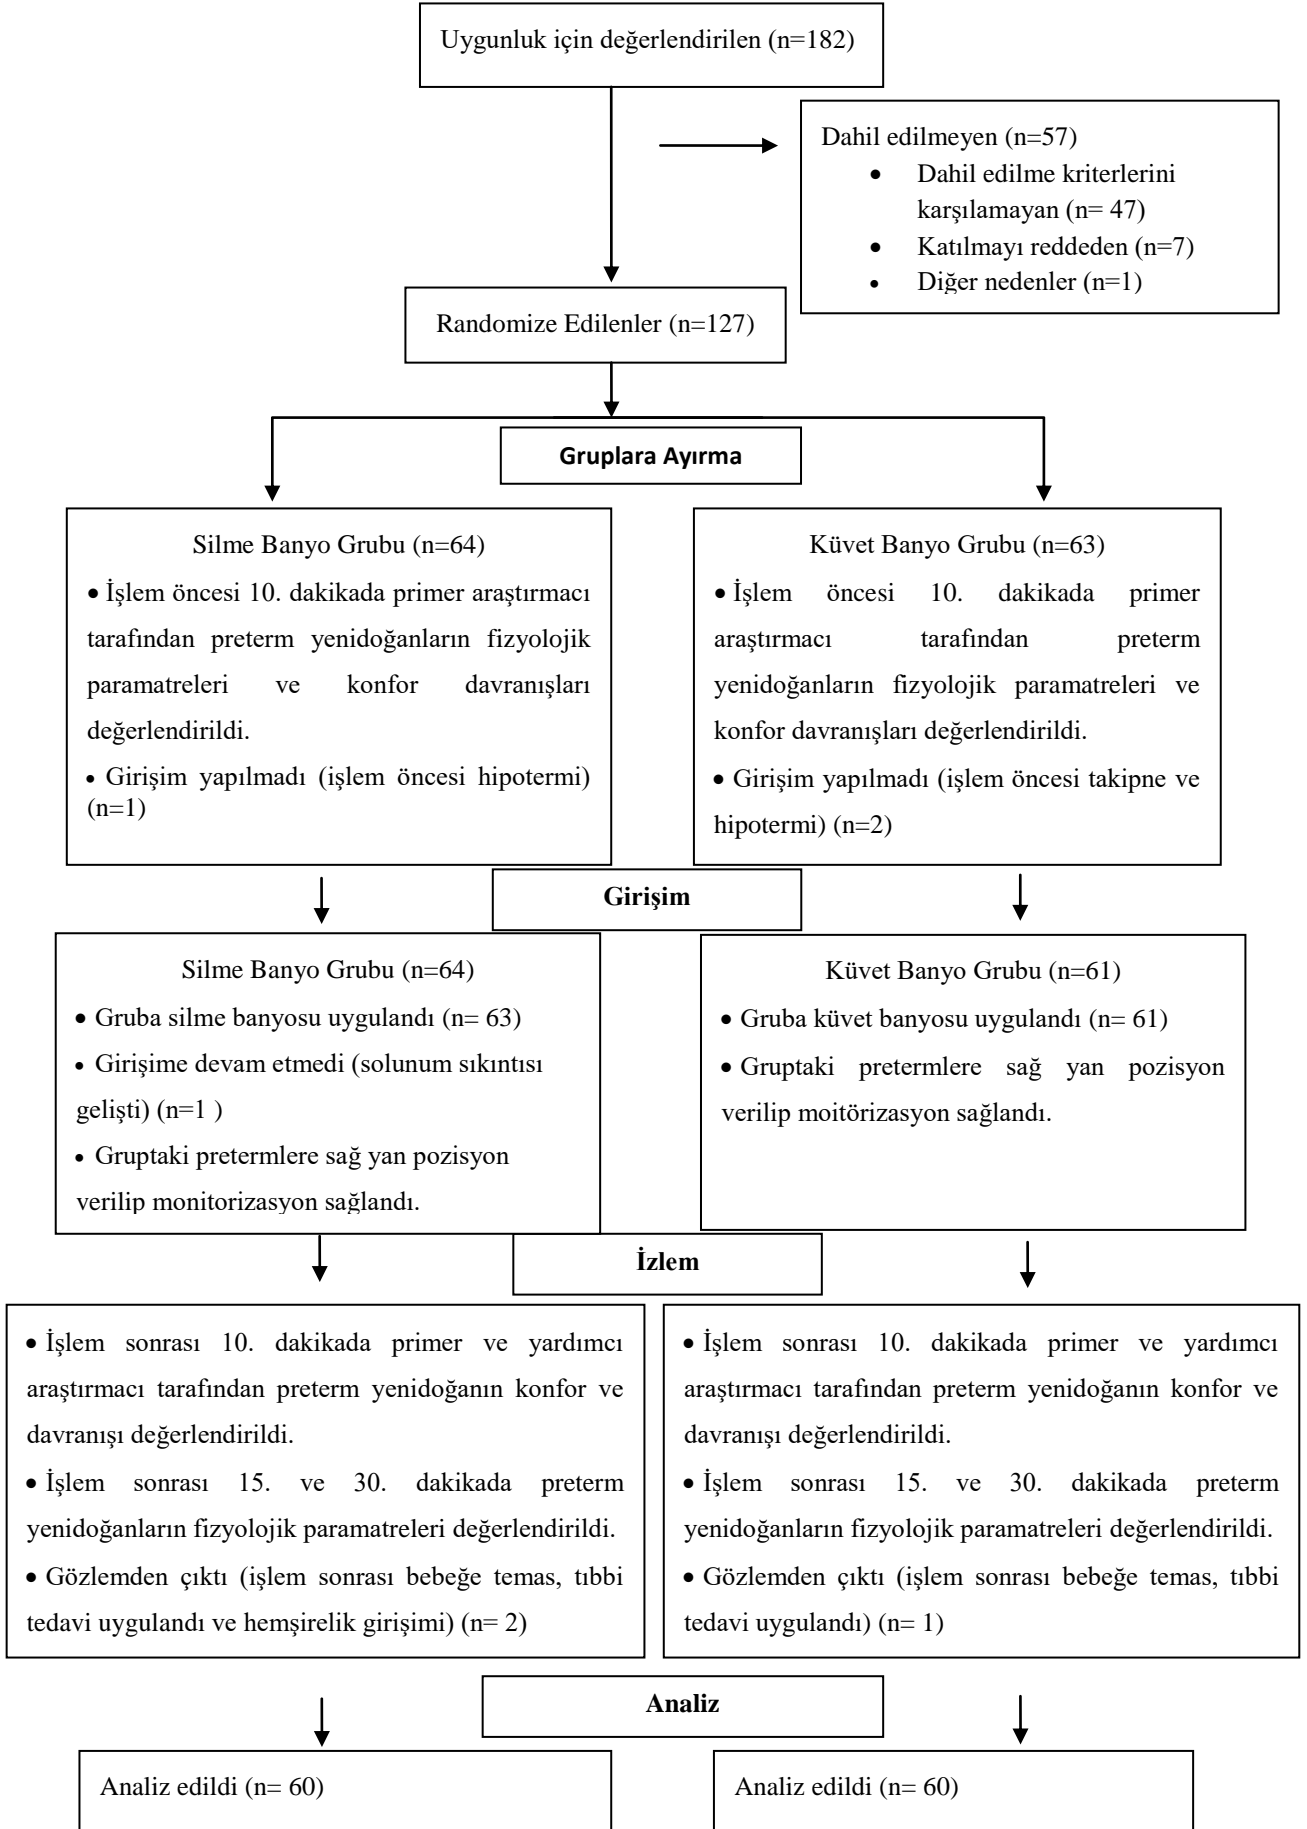 Uygunluk için değerlendirilen (n=182)
Dahil edilmeyen (n=57)
• Dahil edilme kriterlerini
karşılamayan (n= 47)
• Katılmayı reddeden (n=7)
• Diğer nedenler (n=1)
Randomize Edilenler (n=127)
Gruplara Ayırma
Silme Banyo Grubu (n=64)
• İşlem öncesi 10. dakikada primer araştırmacı
tarafından preterm yenidoğanların fizyolojik
paramatreleri ve konfor davranışları
değerlendirildi.
• Girişim yapılmadı (işlem öncesi hipotermi)
(n=1)
Küvet Banyo Grubu (n=63)
• İşlem öncesi 10. dakikada primer
araştırmacı tarafından preterm
yenidoğanların fizyolojik paramatreleri ve
konfor davranışları değerlendirildi.
• Girişim yapılmadı (işlem öncesi takipne ve
hipotermi) (n=2)
Girişim
Silme Banyo Grubu (n=64)
• Gruba silme banyosu uygulandı (n= 63)
• Girişime devam etmedi (solunum sıkıntısı
gelişti) (n=1 )
• Gruptaki pretermlere sağ yan pozisyon
verilip monitorizasyon sağlandı.
Küvet Banyo Grubu (n=61)
• Gruba küvet banyosu uygulandı (n= 61)
• Gruptaki pretermlere sağ yan pozisyon
verilip moitörizasyon sağlandı.
İzlem
• İşlem sonrası 10. dakikada primer ve yardımcı
araştırmacı tarafından preterm yenidoğanın konfor ve
davranışı değerlendirildi.
• İşlem sonrası 15. ve 30. dakikada preterm
yenidoğanların fizyolojik paramatreleri değerlendirildi.
• Gözlemden çıktı (işlem sonrası bebeğe temas, tıbbi
tedavi uygulandı ve hemşirelik girişimi) (n= 2)
• İşlem sonrası 10. dakikada primer ve yardımcı
araştırmacı tarafından preterm yenidoğanın konfor ve
davranışı değerlendirildi.
• İşlem sonrası 15. ve 30. dakikada preterm
yenidoğanların fizyolojik paramatreleri değerlendirildi.
• Gözlemden çıktı (işlem sonrası bebeğe temas, tıbbi
tedavi uygulandı) (n= 1)
Analiz
Analiz edildi (n= 60)
Analiz edildi (n= 60)